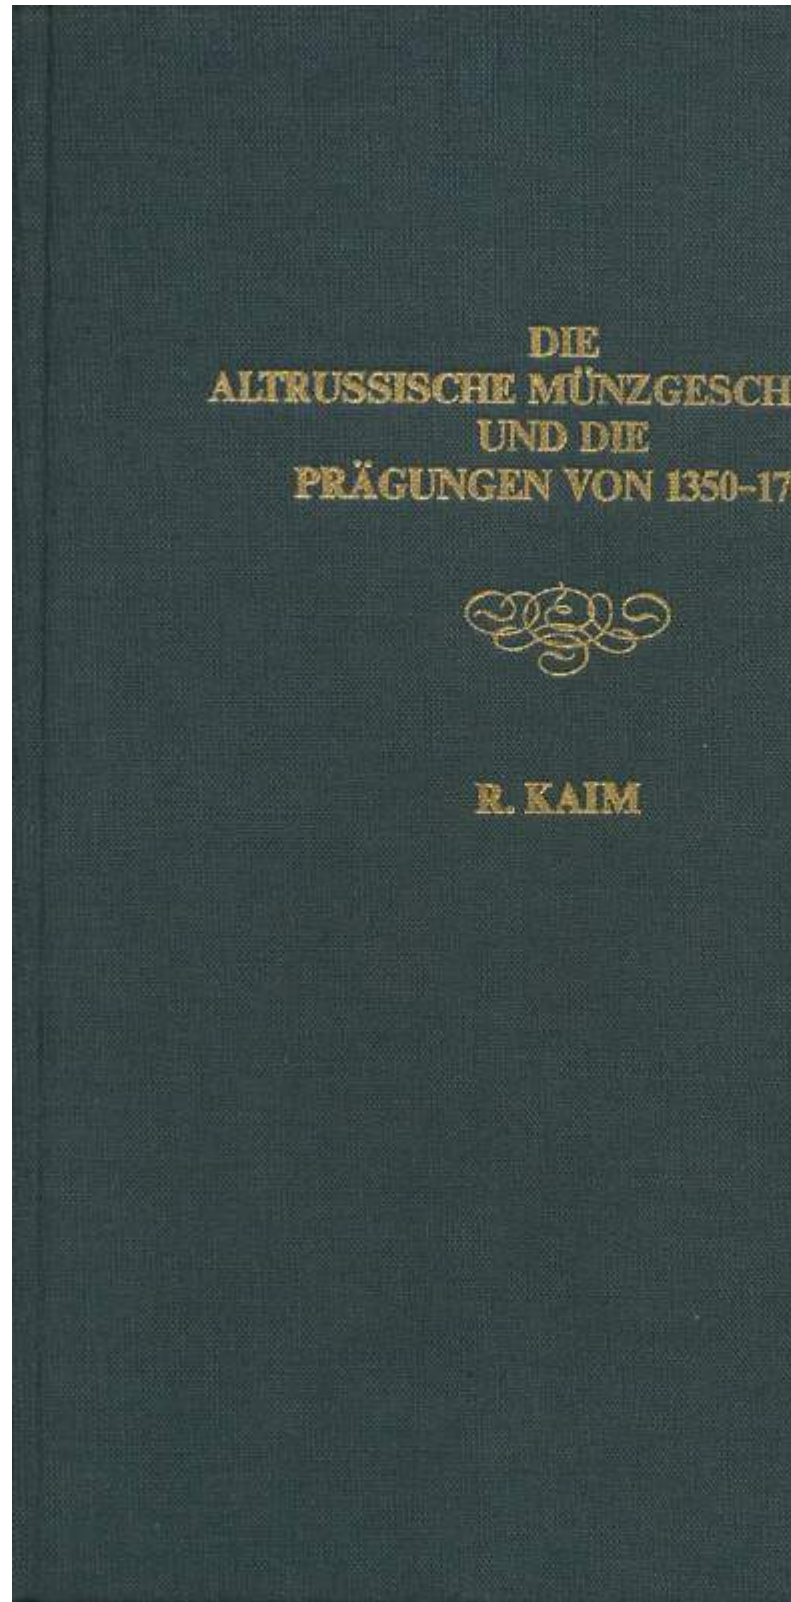 DIE
ALTRUSSISCHE MÜNZGESCH
UND DIE
PRÄGUNGEN VON 1350-17
R. KAIM